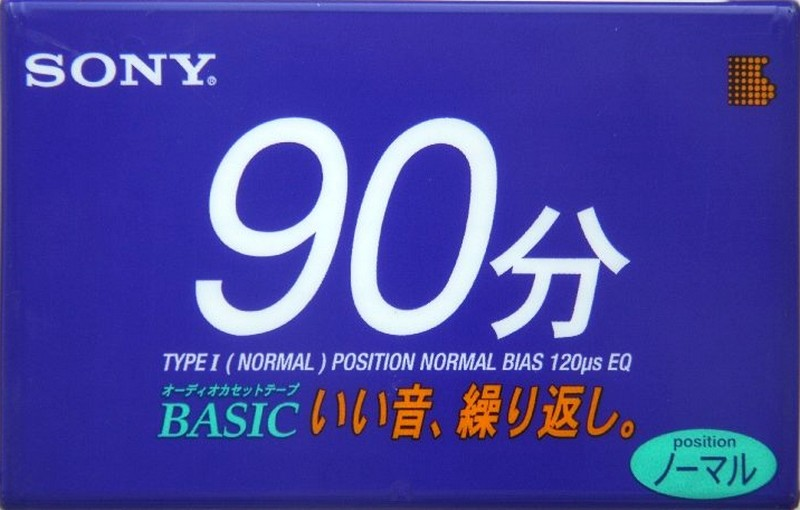 SONY®
90分
TYPE I (NORMAL) POSITION NORMAL BIAS 120μs EQ
オーディオカセットテープ
BASIC いい音、繰り返し。
position
ノーマル